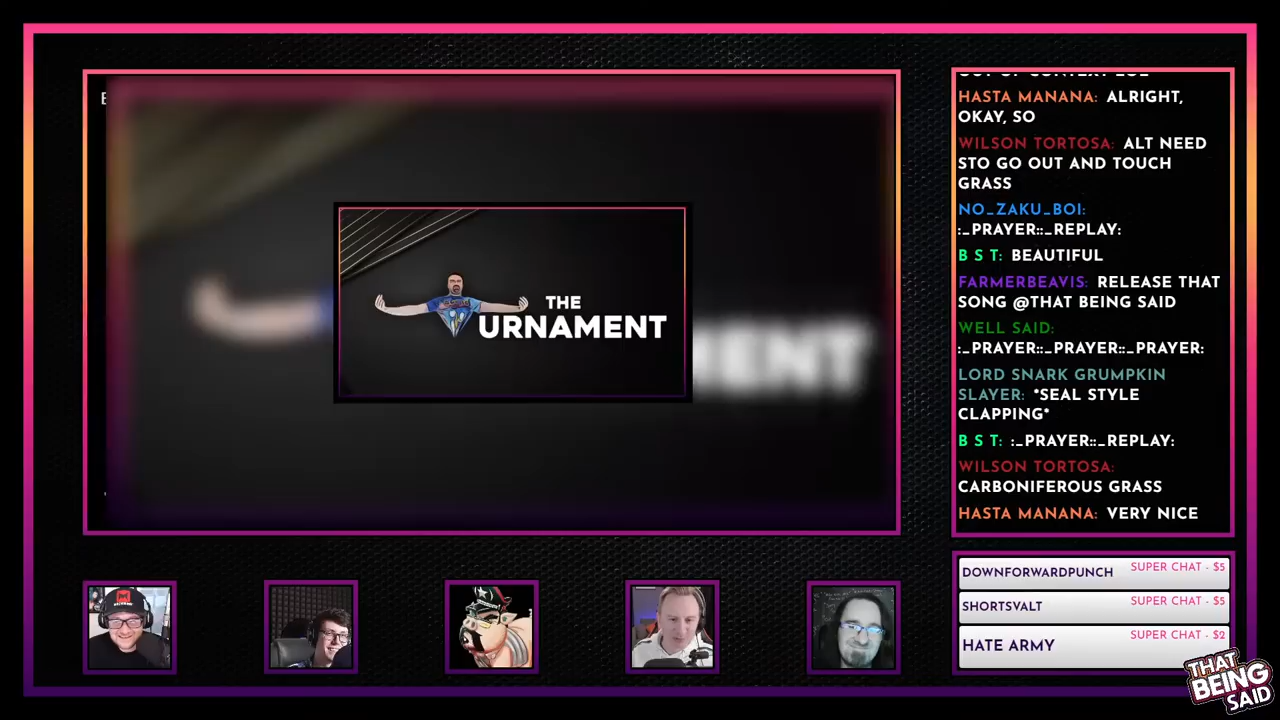 THE
URNAMENT
MENT
HASTA MANANA: ALRIGHT,
OKAY, SO
WILSON TORTOSA: ALT NEED
STO GO OUT AND TOUCH
GRASS
NO_ZAKU_BOI:
:_PRAYER::_REPLAY:
B S T: BEAUTIFUL
FARMERBEAVIS: RELEASE THAT
SONG @THAT BEING SAID
WELL SAID:
:_PRAYER::_PRAYER::_PRAYER:
LORD SNARK GRUMPKIN
SLAYER: *SEAL STYLE
CLAPPING*
B S T: :_PRAYER::_REPLAY:
WILSON TORTOSA:
CARBONIFEROUS GRASS
HASTA MANANA: VERY NICE
DOWNFORWARDPUNCH SUPER CHAT - $5
SHORTSVALT SUPER CHAT - $5
HATE ARMY SUPER CHAT - $2
THAT
BEING
SAID